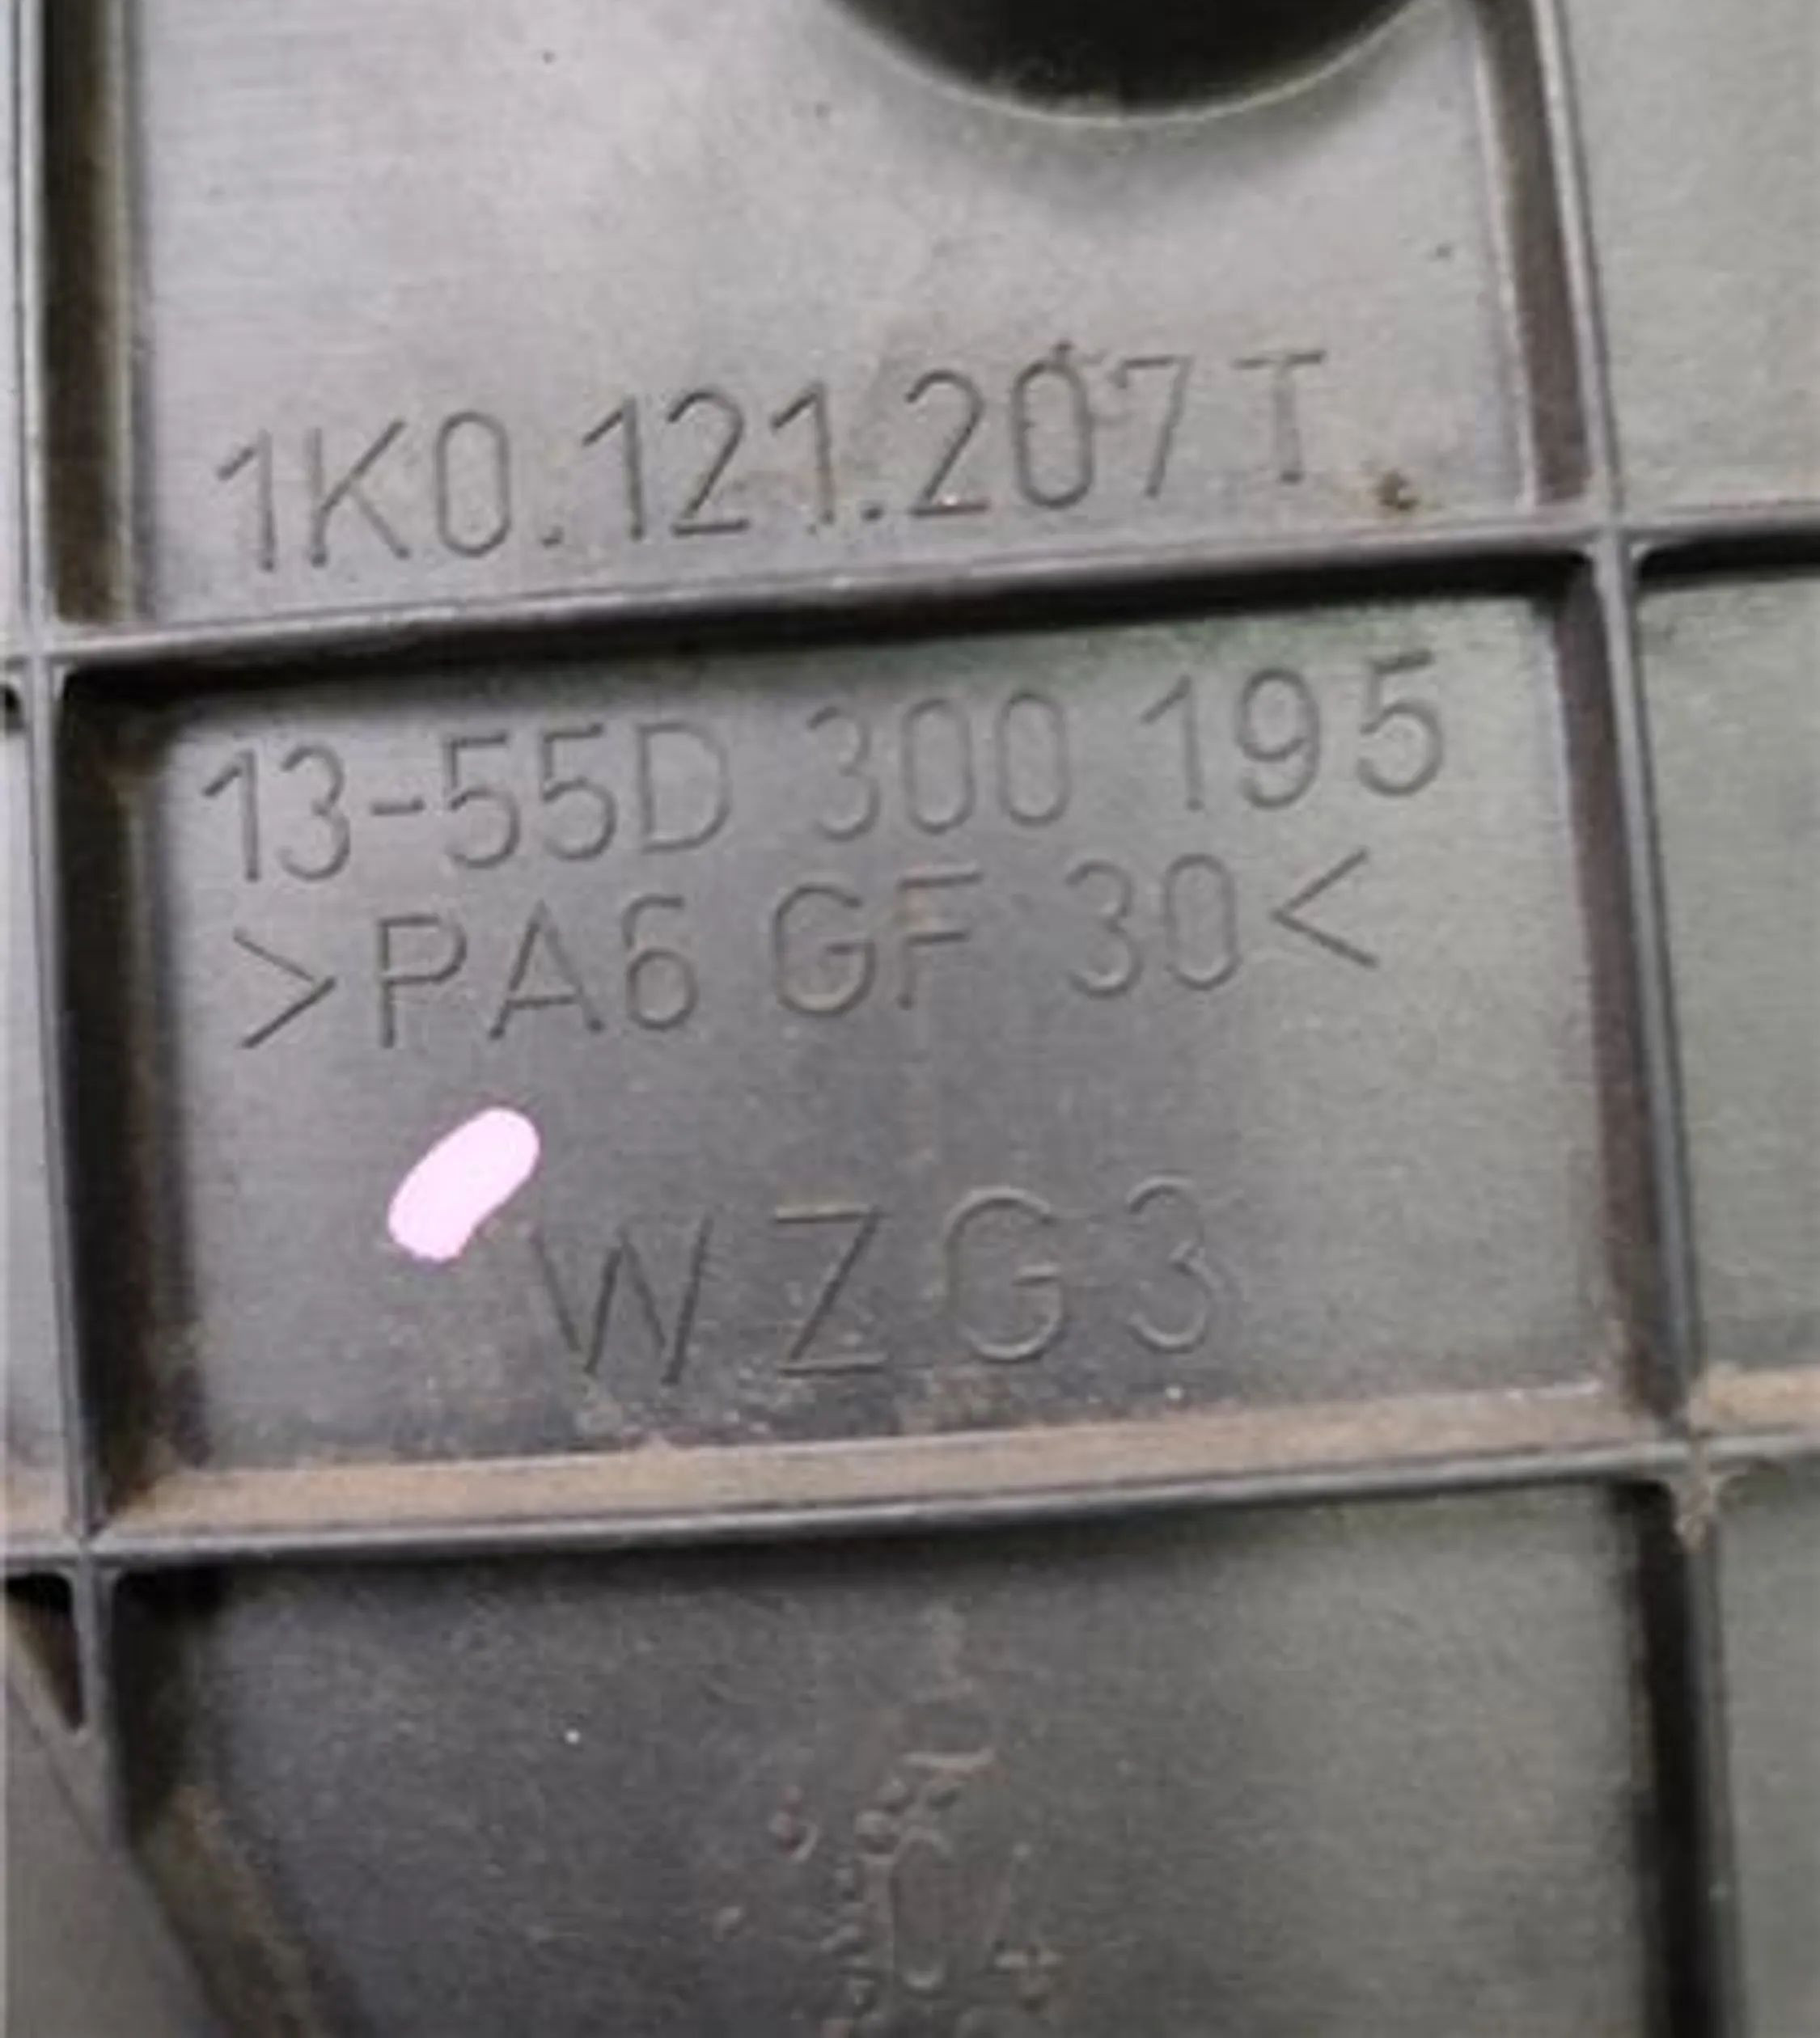 1K0.121.207 T
13-55D 300 195
>PA6 GF 30<
WZG3